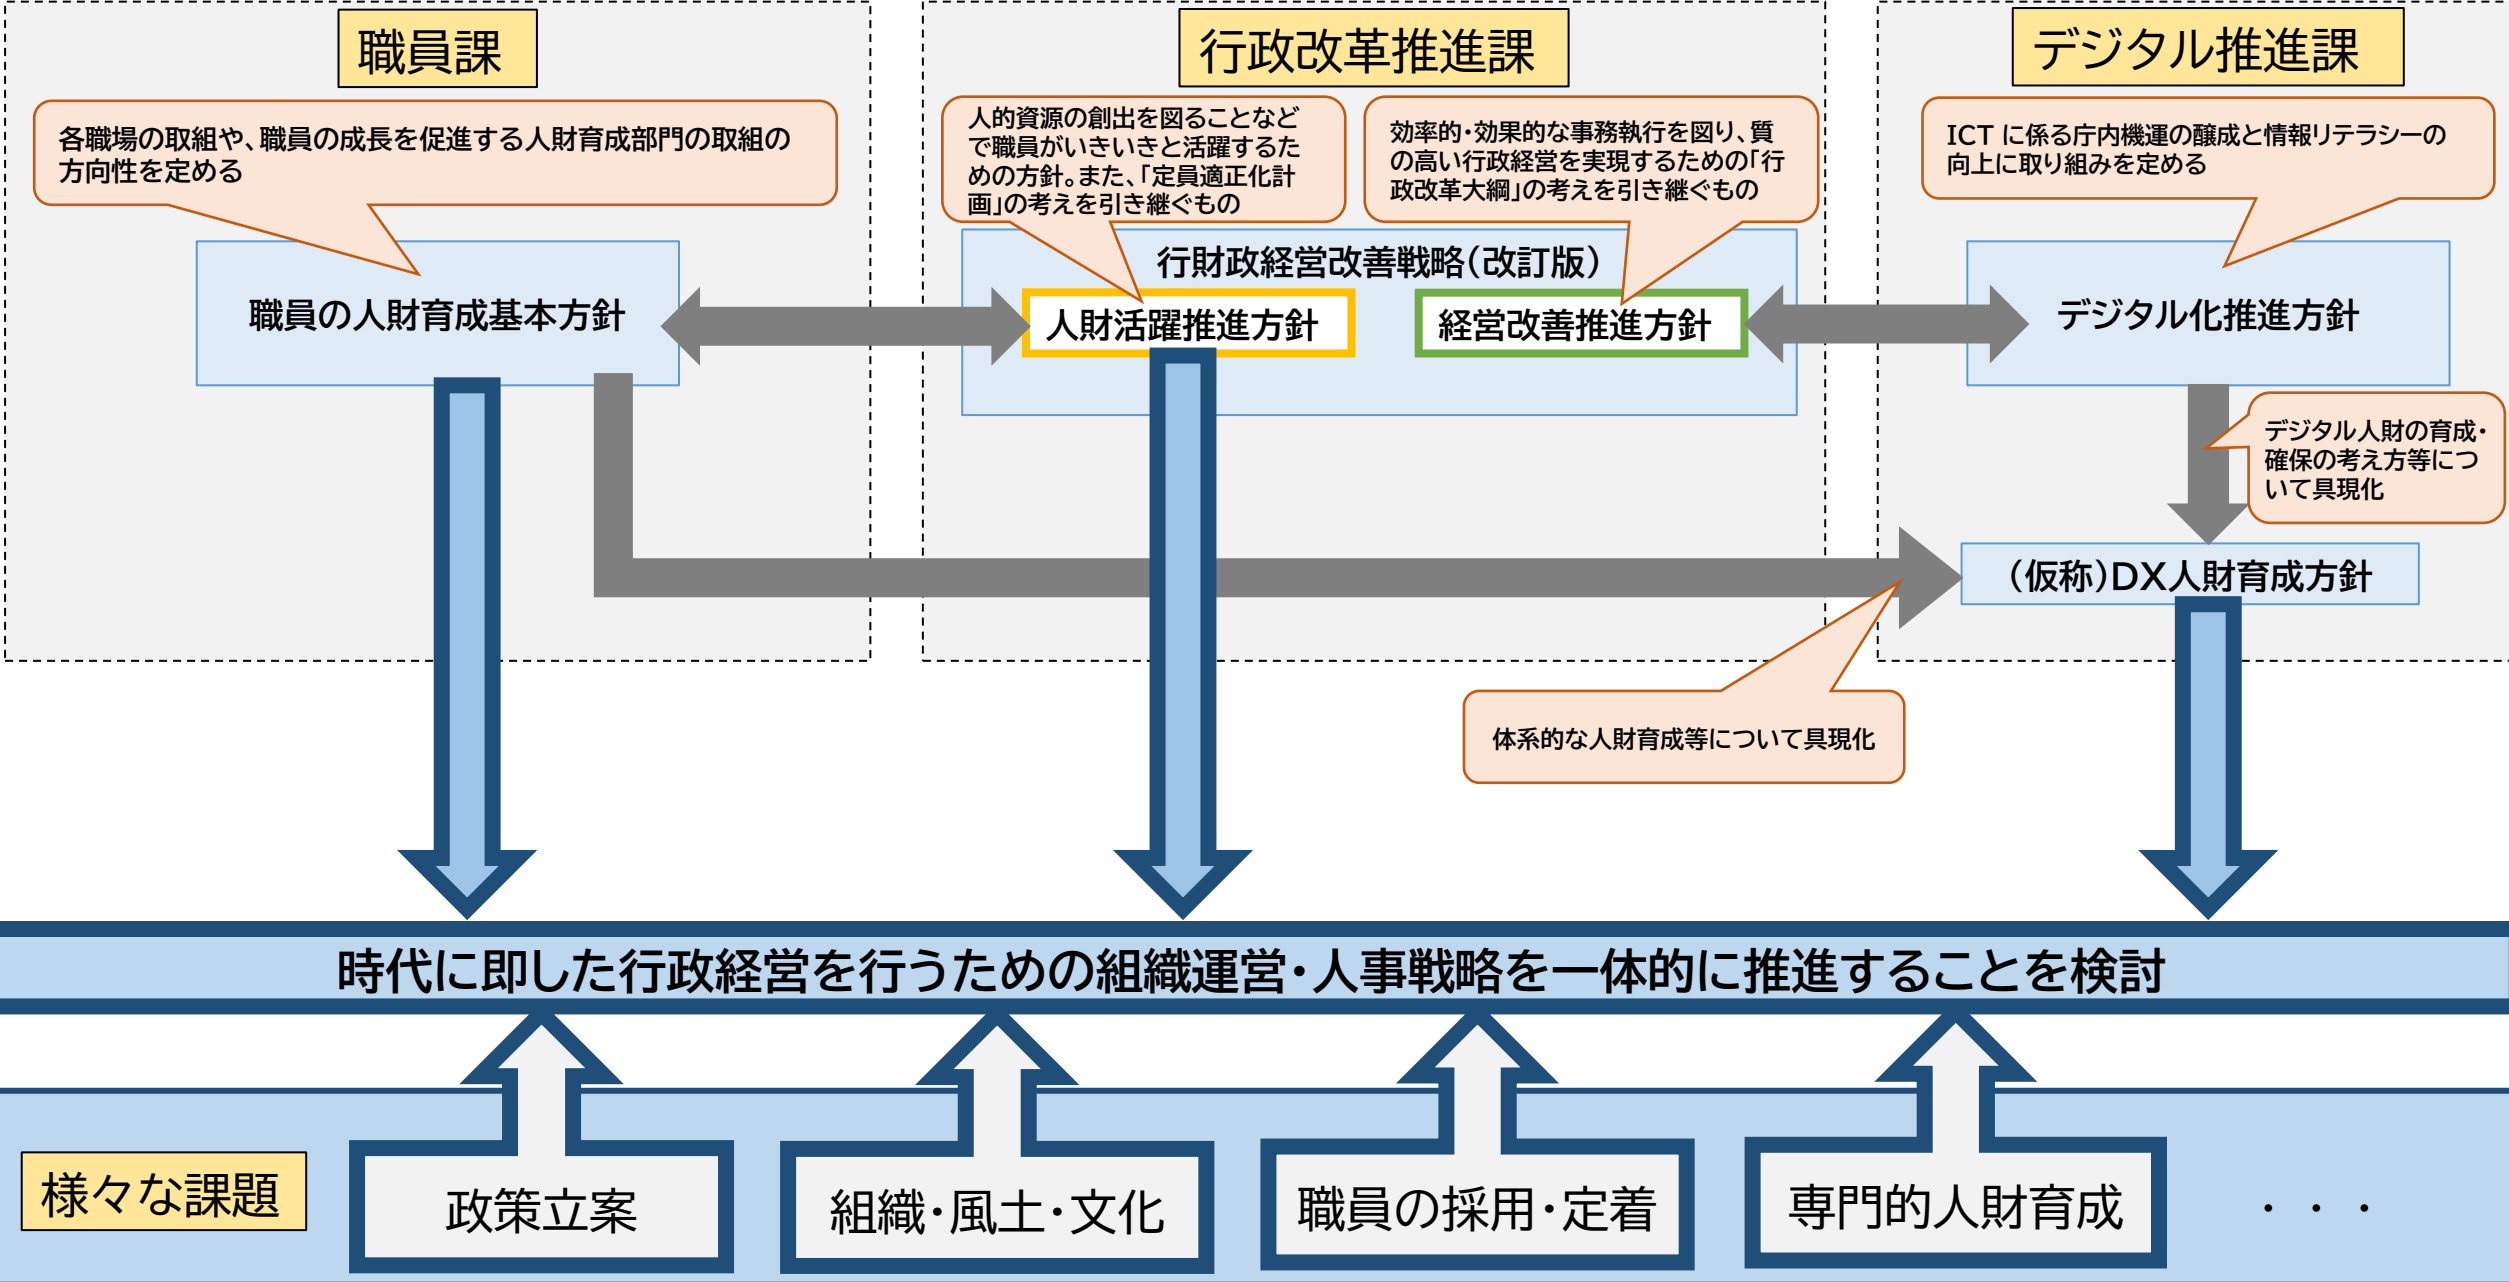 職員課
行政改革推進課
デジタル推進課
各職場の取組や、職員の成長を促進する人財育成部門の取組の
方向性を定める
人的資源の創出を図ることなど
で職員がいきいきと活躍するた
めの方針。また、「定員適正化計
画」の考えを引き継ぐもの
効率的・効果的な事務執行を図り、質
の高い行政経営を実現するための「行
政改革大綱」の考えを引き継ぐもの
ICT に係る庁内機運の醸成と情報リテラシーの
向上に取り組みを定める
行財政経営改善戦略（改訂版）
職員の人財育成基本方針
人財活躍推進方針
経営改善推進方針
デジタル化推進方針
デジタル人財の育成・
確保の考え方等につ
いて具現化
（仮称）DX人財育成方針
体系的な人財育成等について具現化
時代に即した行政経営を行うための組織運営・人事戦略を一体的に推進することを検討
様々な課題
政策立案
組織・風土・文化
職員の採用・定着
専門的人財育成
・・・